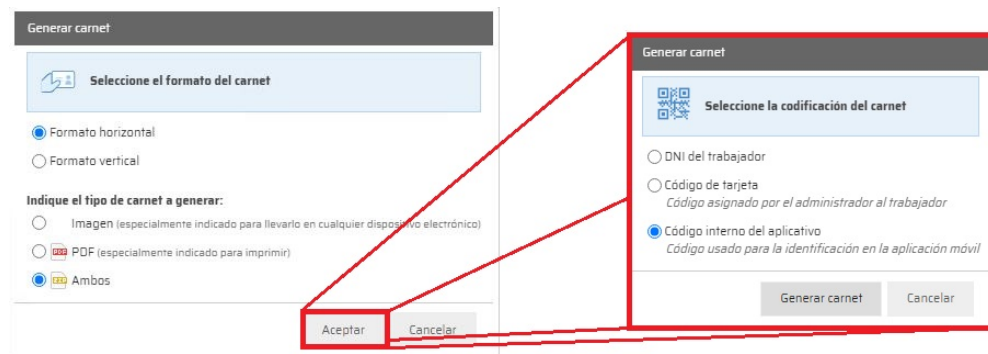 Generar carnet
Seleccione el formato del carnet
Formato horizontal
Formato vertical
Indique el tipo de carnet a generar:
Imagen (especialmente indicado para llevarlo en cualquier dispositivo electrónico)
PDF PDF (especialmente indicado para imprimir)
Ambos
Aceptar
Cancelar
Generar carnet
Seleccione la codificación del carnet
DNI del trabajador
Código de tarjeta
Código asignado por el administrador al trabajador
Código interno del aplicativo
Código usado para la identificación en la aplicación móvil
Generar carnet
Cancelar